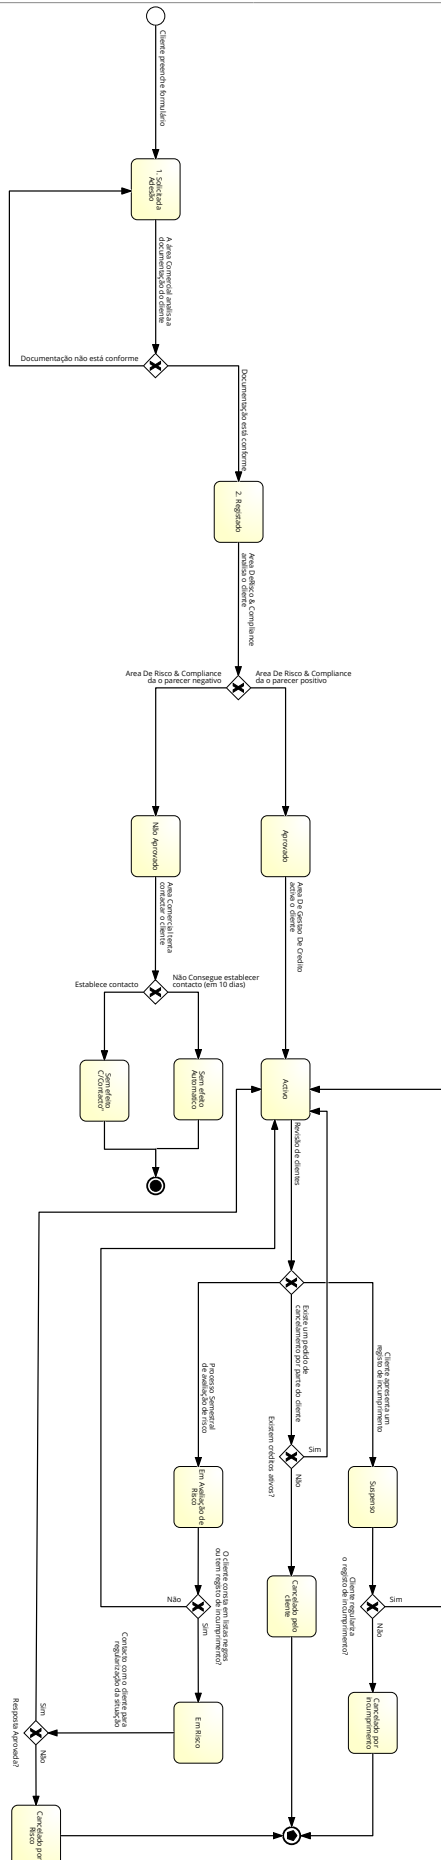 Cliente preenche formulário
1. Solicitada
Adesão
A área Comercial analisa a
documentação do cliente
Documentação não está conforme
Documentação está conforme
2. Registado
Area DeRisco & Compliance
analisa o cliente
Area De Risco & Compliance
da o parecer negativo
Area De Risco & Compliance
da o parecer positivo
Não Aprovado
Aprovado
Area Comercial tenta
contactar o cliente
Area De Gestao De Credito
activa o cliente
Establece contacto
Não Consegue establecer
contacto (em 10 dias)
Sem efeito
C/Contacto"
Sem efeito
Automatico
Activo
Revisão de clientes
Processo Semestral
de avaliação de risco
Existe um pedido de
cancelamento por parte do cliente
Cliente apresenta um
registo de incumprimento
Existem créditos ativos?
Sim
Não
Em Avaliação de
Risco
Suspenso
O cliente consta em listas negras
ou tem registo de incumprimento?
Não
Sim
Cancelado pelo
cliente
Cliente regulariza
o registo de incumprimento?
Sim
Não
Contacto com o cliente para
regularização da situação
Em Risco
Cancelado por
incumprimento
Sim
Não
Resposta Aprovada?
Cancelado por
Risco